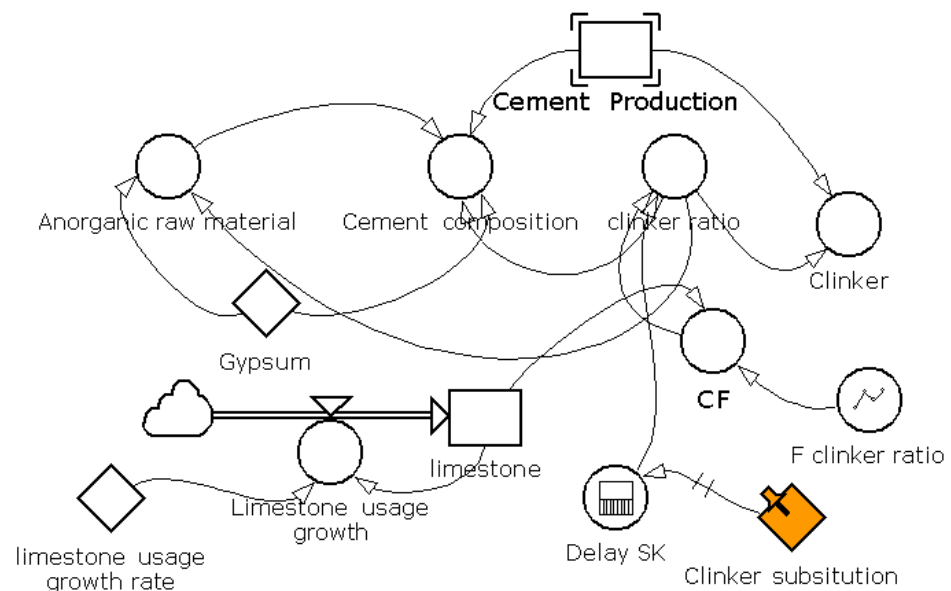 Cement Production
Anorganic raw material
Cement composition
clinker ratio
Clinker
Gypsum
CF
F clinker ratio
limestone
Limestone usage
growth
limestone usage
growth rate
Delay SK
Clinker subsitution